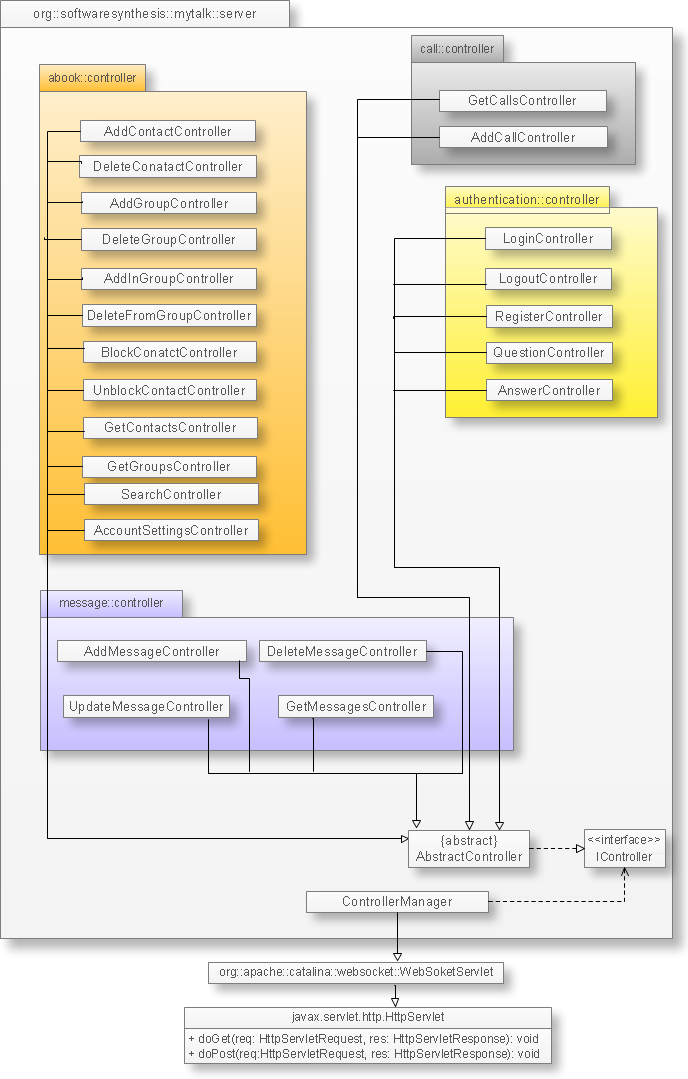 org::softwaresynthesis::mytalk::server
call::controller
GetCallsController
AddCallController
abook::controller
AddContactController
DeleteConatactController
AddGroupController
DeleteGroupController
AddInGroupController
DeleteFromGroupController
BlockConatctController
UnblockContactController
GetContactsController
GetGroupsController
SearchController
AccountSettingsController
authentication::controller
LoginController
LogoutController
RegisterController
QuestionController
AnswerController
message::controller
AddMessageController
DeleteMessageController
UpdateMessageController
GetMessagesController
{abstract}
AbstractController
<<interface>>
IController
ControllerManager
org::apache::catalina::websocket::WebSoketServlet
javax.servlet.http.HttpServlet
+ doGet(req: HttpServletRequest, res: HttpServletResponse): void
+ doPost(req:HttpServletRequest, res: HttpServletResponse): void